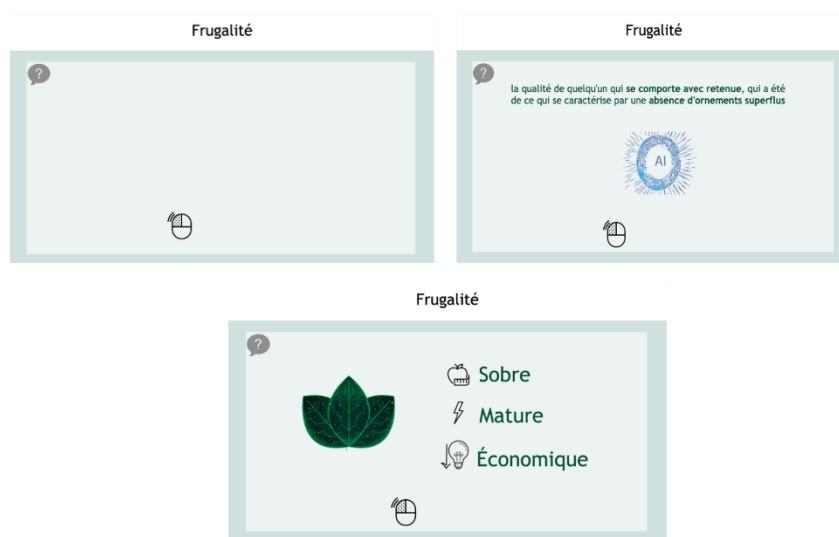 Frugalité
?
Frugalité
?
la qualité de quelqu'un qui se comporte avec retenue, qui a été
de ce qui se caractérise par une absence d'ornements superflus
AI
Frugalité
?
Sobre
Mature
Économique